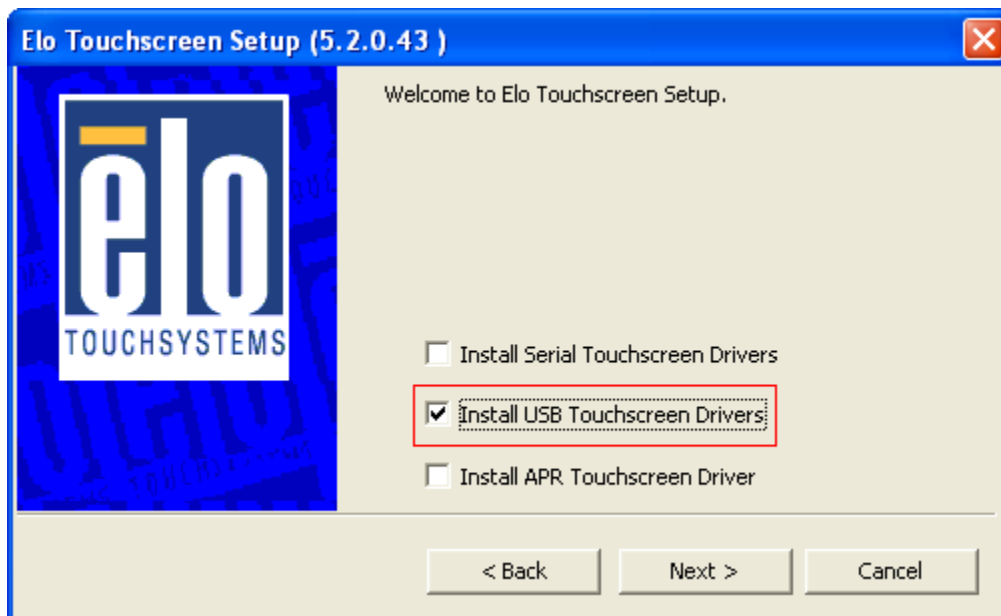 Elo Touchscreen Setup (5.2.0.43 )
Welcome to Elo Touchscreen Setup.
ēlo
TOUCHSYSTEMS
Install Serial Touchscreen Drivers
Install USB Touchscreen Drivers
Install APR Touchscreen Driver
< Back
Next >
Cancel